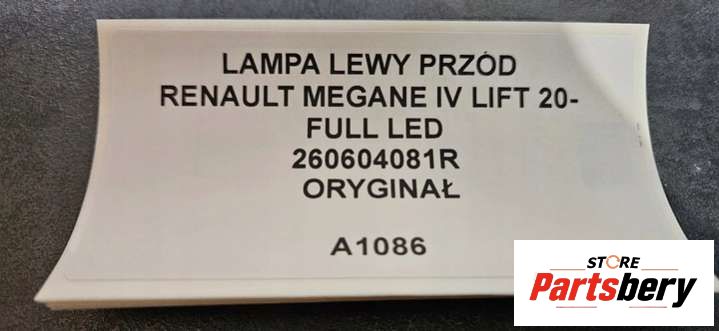 LAMPA LEWY PRZÓD
RENAULT MEGANE IV LIFT 20-
FULL LED
260604081R
ORYGINAŁ
A1086
STORE
Partsbery